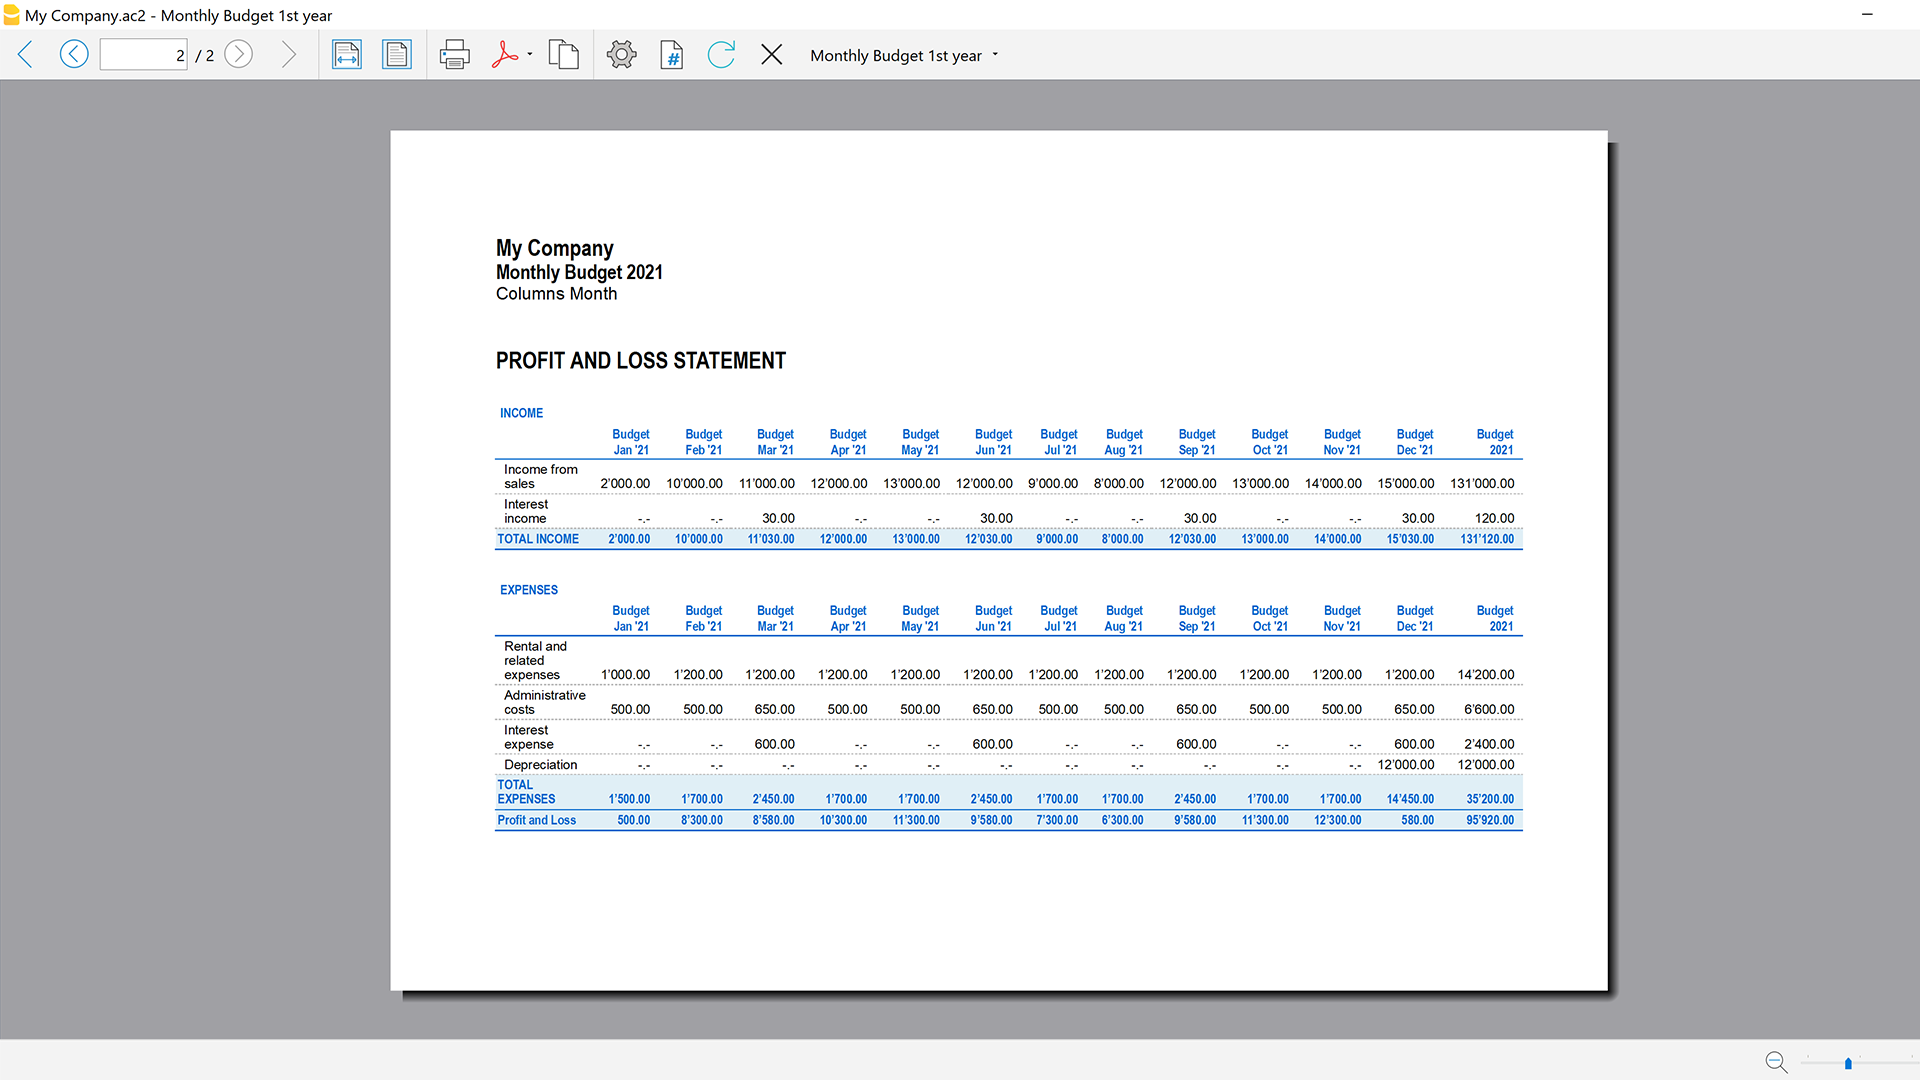 My Company.ac2 - Monthly Budget 1st year
2 / 2 # Monthly Budget 1st year
My Company
Monthly Budget 2021
Columns Month
PROFIT AND LOSS STATEMENT
INCOME
Budget Budget Budget Budget Budget Budget Budget Budget Budget Budget Budget Budget Budget
Jan '21 Feb '21 Mar '21 Apr '21 May '21 Jun '21 Jul '21 Aug '21 Sep '21 Oct '21 Nov '21 Dec '21 2021
Income from
sales 2'000.00 10'000.00 11'000.00 12'000.00 13'000.00 12'000.00 9'000.00 8'000.00 12'000.00 13'000.00 14'000.00 15'000.00 131'000.00
Interest
income -.- -.- 30.00 -.- -.- 30.00 -.- -.- 30.00 -.- -.- 30.00 120.00
TOTAL INCOME 2'000.00 10'000.00 11'030.00 12'000.00 13'000.00 12'030.00 9'000.00 8'000.00 12'030.00 13'000.00 14'000.00 15'030.00 131'120.00
EXPENSES
Budget Budget Budget Budget Budget Budget Budget Budget Budget Budget Budget Budget Budget
Jan '21 Feb '21 Mar '21 Apr '21 May '21 Jun '21 Jul '21 Aug '21 Sep '21 Oct '21 Nov '21 Dec '21 2021
Rental and
related
expenses 1'000.00 1'200.00 1'200.00 1'200.00 1'200.00 1'200.00 1'200.00 1'200.00 1'200.00 1'200.00 1'200.00 1'200.00 14'200.00
Administrative
costs 500.00 500.00 650.00 500.00 500.00 650.00 500.00 500.00 650.00 500.00 500.00 650.00 6'600.00
Interest
expense -.- -.- 600.00 -.- -.- 600.00 -.- -.- 600.00 -.- -.- 600.00 2'400.00
Depreciation -.- -.- -.- -.- -.- -.- -.- -.- -.- -.- -.- 12'000.00 12'000.00
TOTAL
EXPENSES 1'500.00 1'700.00 2'450.00 1'700.00 1'700.00 2'450.00 1'700.00 1'700.00 2'450.00 1'700.00 1'700.00 14'450.00 35'200.00
Profit and Loss 500.00 8'300.00 8'580.00 10'300.00 11'300.00 9'580.00 7'300.00 6'300.00 9'580.00 11'300.00 12'300.00 580.00 95'920.00